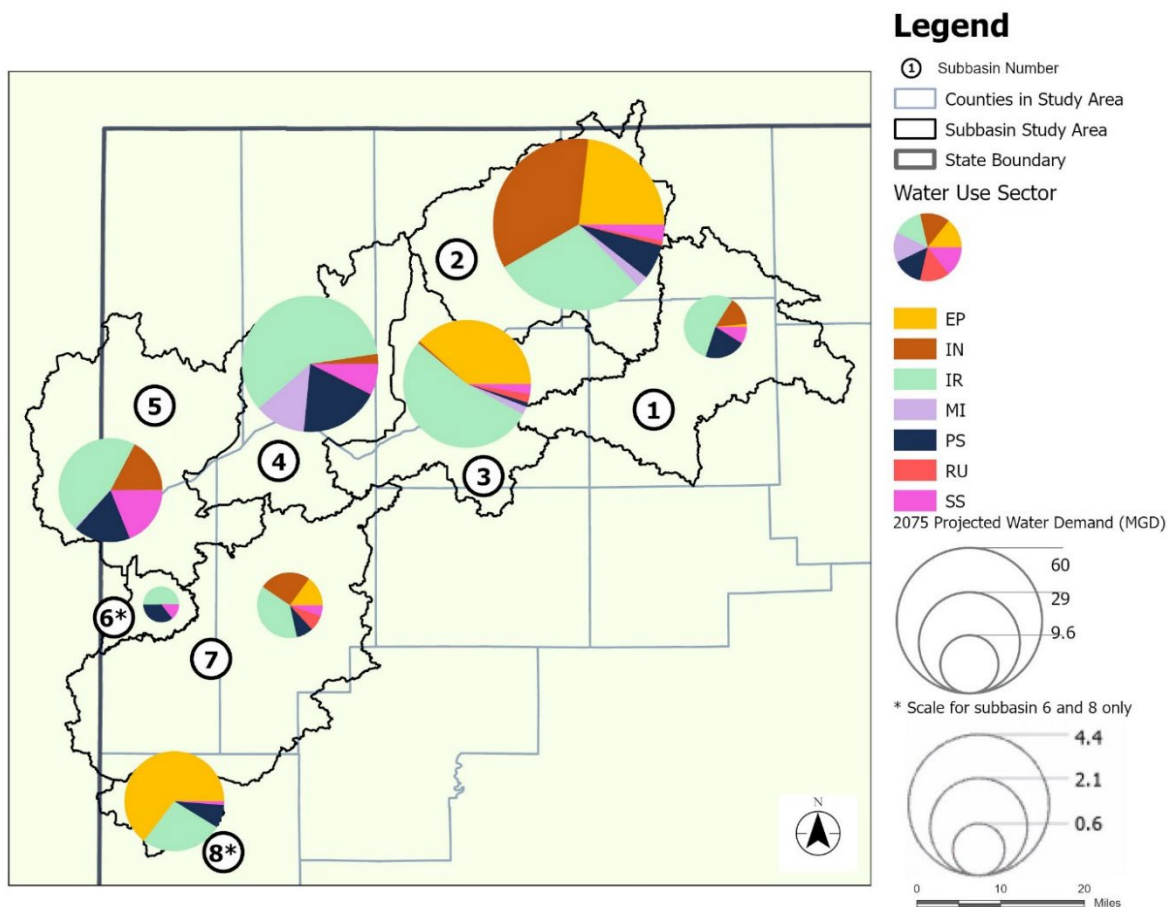 Legend
1 Subbasin Number
Counties in Study Area
Subbasin Study Area
State Boundary
Water Use Sector
EP
IN
IR
MI
PS
RU
SS
2075 Projected Water Demand (MGD)
60
29
9.6
* Scale for subbasin 6 and 8 only
4.4
2.1
0.6
0 10 20
Miles
2
5
1
4
3
6*
7
8*
N